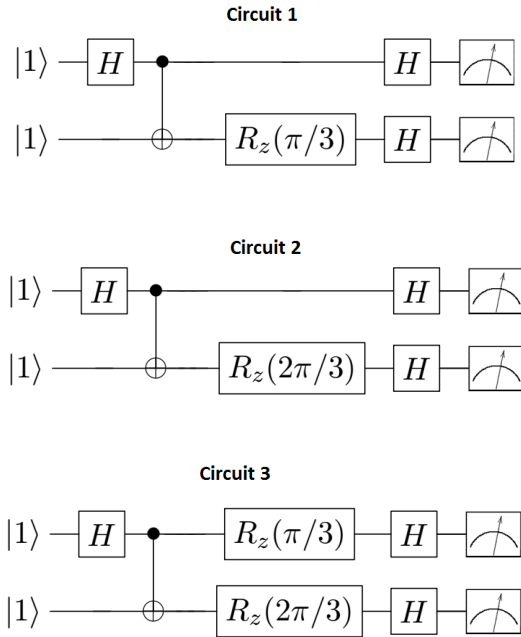 Circuit 1
|1⟩ H H
|1⟩ R_z(π/3) H
Circuit 2
|1⟩ H H
|1⟩ R_z(2π/3) H
Circuit 3
|1⟩ H R_z(π/3) H
|1⟩ R_z(2π/3) H